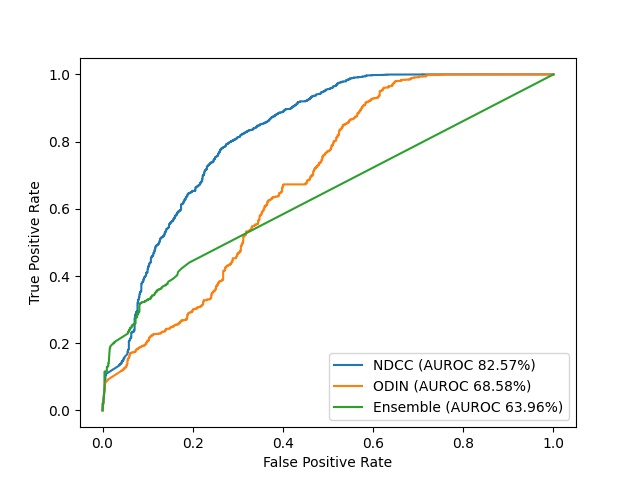 1.0
0.8
0.6
0.4
0.2
0.0
True Positive Rate
NDCC (AUROC 82.57%)
ODIN (AUROC 68.58%)
Ensemble (AUROC 63.96%)
0.0 0.2 0.4 0.6 0.8 1.0
False Positive Rate